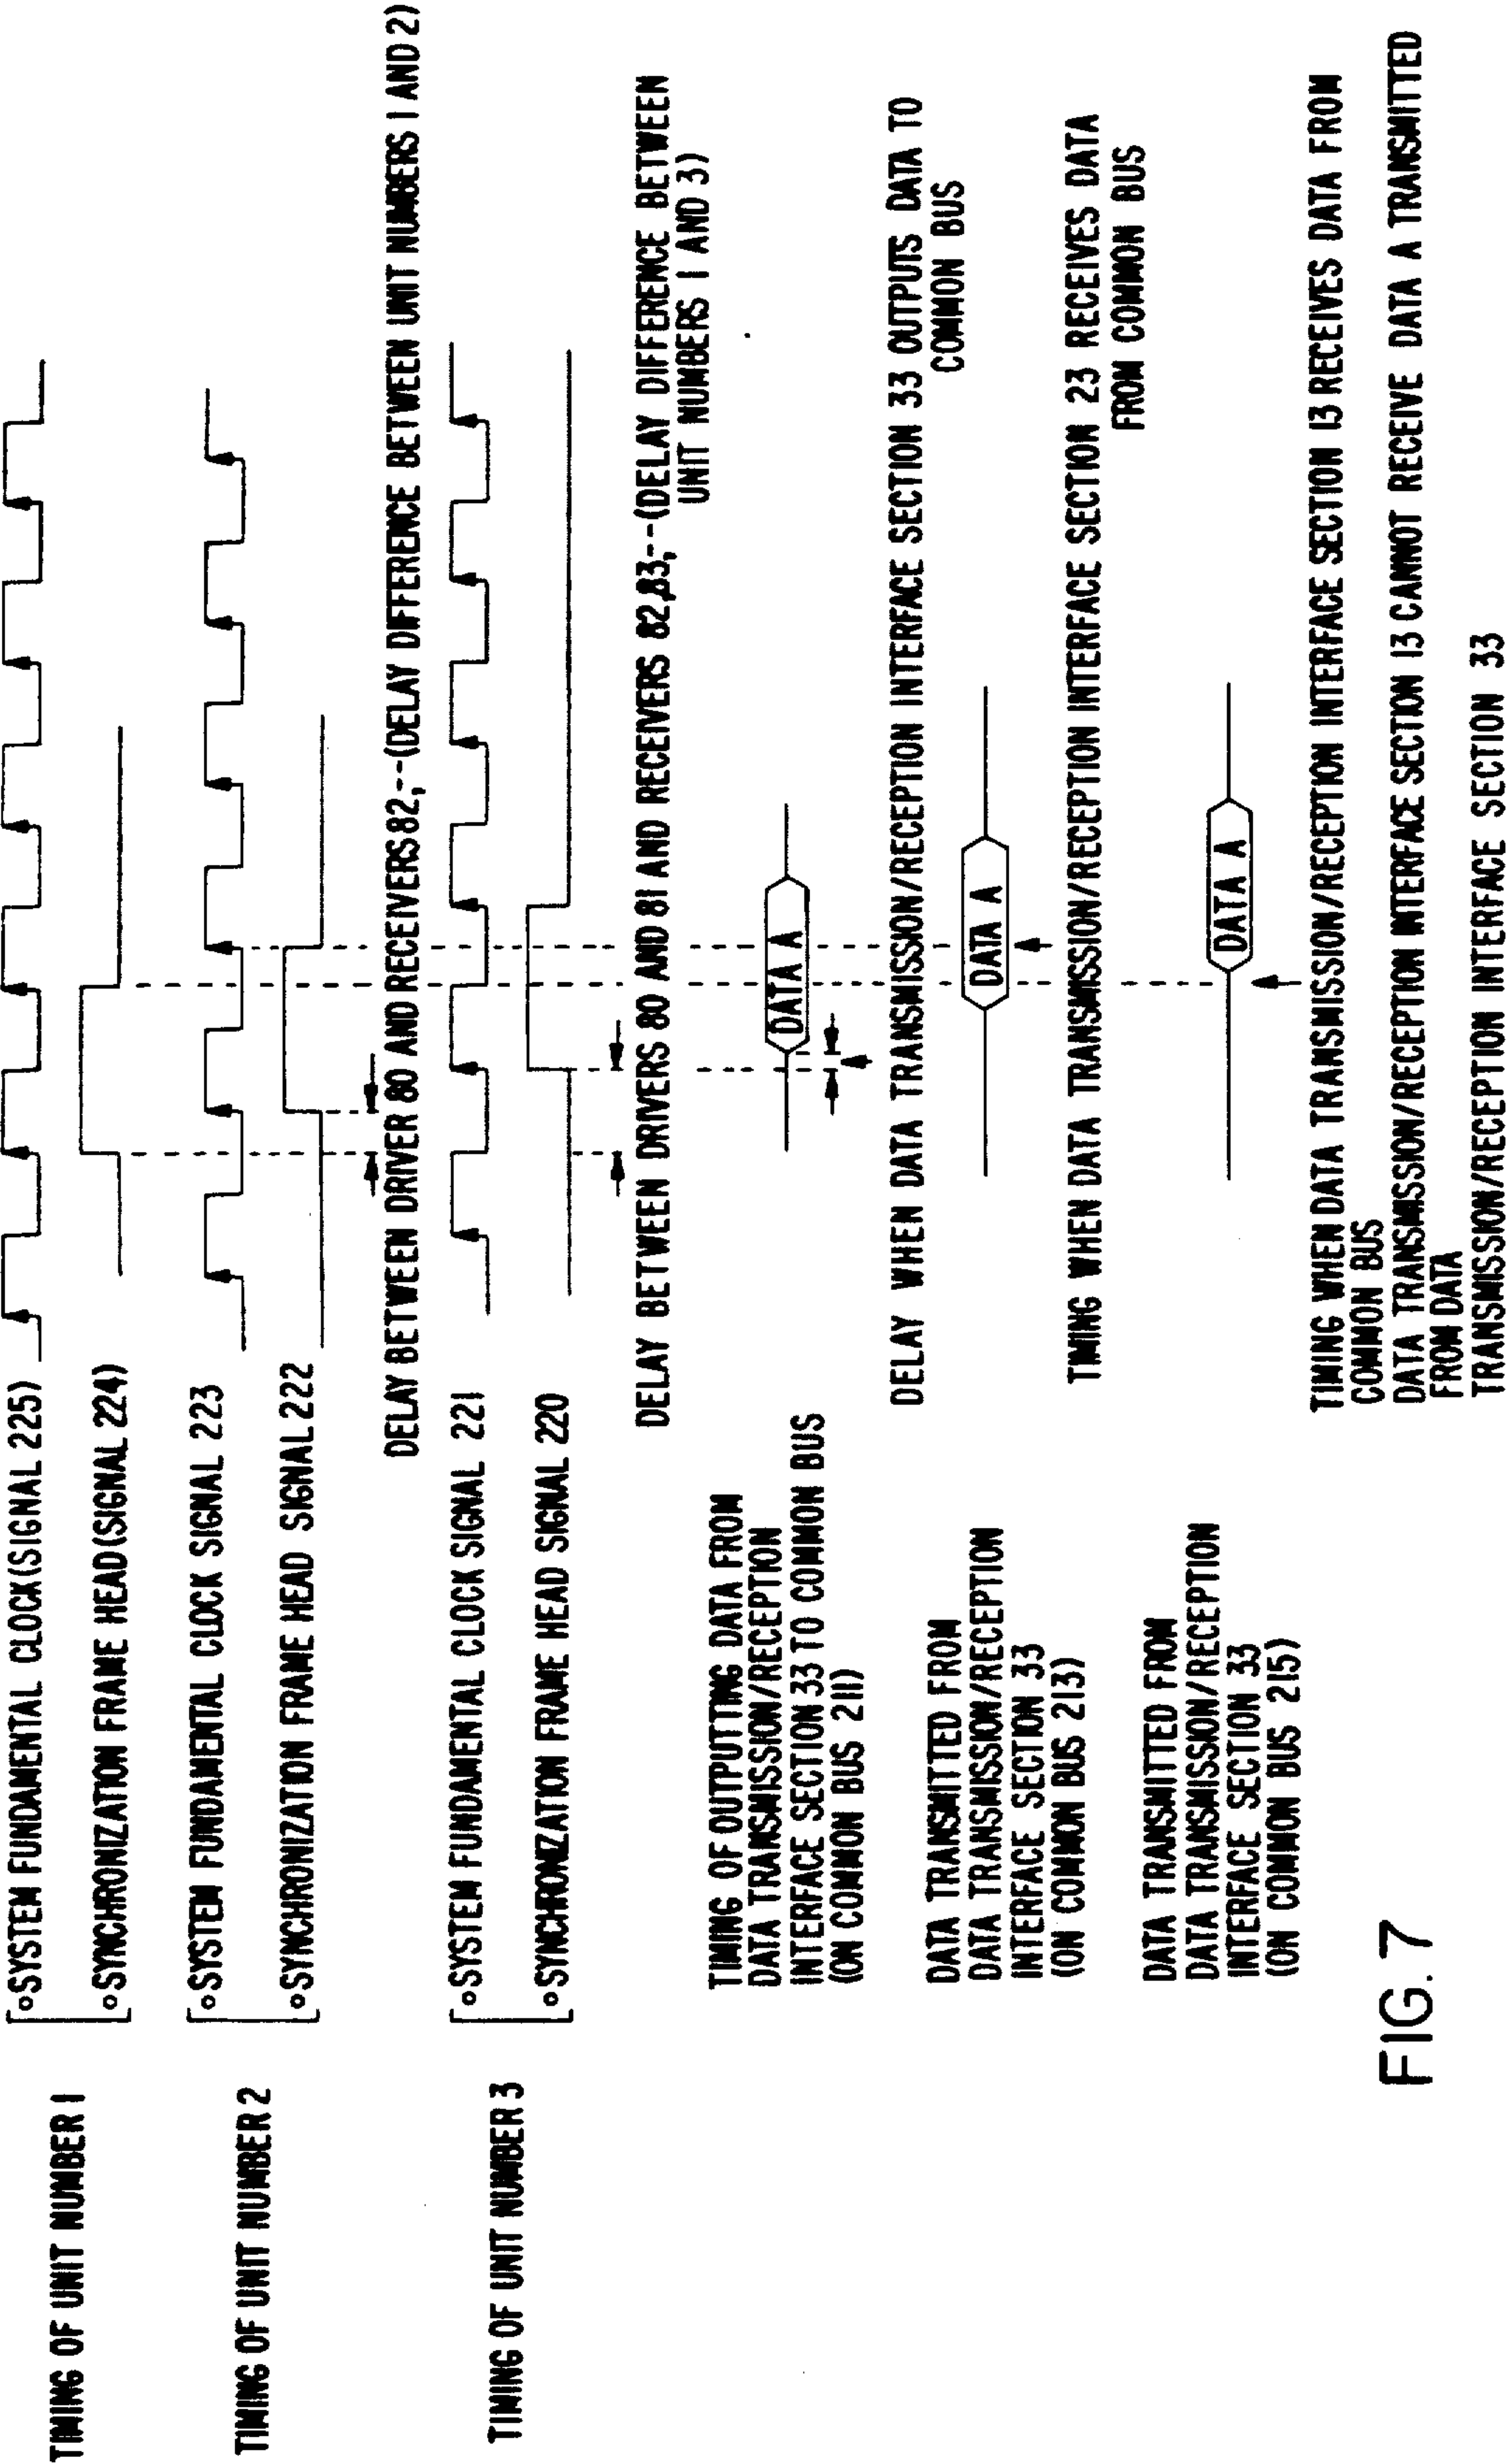 TIMING OF UNIT NUMBER 1
°SYSTEM FUNDAMENTAL CLOCK (SIGNAL 225)
°SYNCHRONIZATION FRAME HEAD (SIGNAL 224)
TIMING OF UNIT NUMBER 2
°SYSTEM FUNDAMENTAL CLOCK SIGNAL 223
°SYNCHRONIZATION FRAME HEAD SIGNAL 222
DELAY BETWEEN DRIVER 80 AND RECEIVERS 82,--(DELAY DIFFERENCE BETWEEN UNIT NUMBERS 1 AND 2)
TIMING OF UNIT NUMBER 3
°SYSTEM FUNDAMENTAL CLOCK SIGNAL 221
°SYNCHRONIZATION FRAME HEAD SIGNAL 220
DELAY BETWEEN DRIVERS 80 AND 81 AND RECEIVERS 82,83,--(DELAY DIFFERENCE BETWEEN
UNIT NUMBERS 1 AND 3)
TIMING OF OUTPUTTING DATA FROM
DATA TRANSMISSION/RECEPTION
INTERFACE SECTION 33 TO COMMON BUS
(ON COMMON BUS 211)
DATA A
DELAY WHEN DATA TRANSMISSION/RECEPTION INTERFACE SECTION 33 OUTPUTS DATA TO
COMMON BUS
DATA TRANSMITTED FROM
DATA TRANSMISSION/RECEPTION
INTERFACE SECTION 33
(ON COMMON BUS 213)
DATA A
TIMING WHEN DATA TRANSMISSION/RECEPTION INTERFACE SECTION 23 RECEIVES DATA
FROM COMMON BUS
DATA TRANSMITTED FROM
DATA TRANSMISSION/RECEPTION
INTERFACE SECTION 33
(ON COMMON BUS 215)
DATA A
TIMING WHEN DATA TRANSMISSION/RECEPTION INTERFACE SECTION 13 RECEIVES DATA FROM
COMMON BUS
DATA TRANSMISSION/RECEPTION INTERFACE SECTION 13 CANNOT RECEIVE DATA A TRANSMITTED
FROM DATA
TRANSMISSION/RECEPTION INTERFACE SECTION 33
FIG. 7